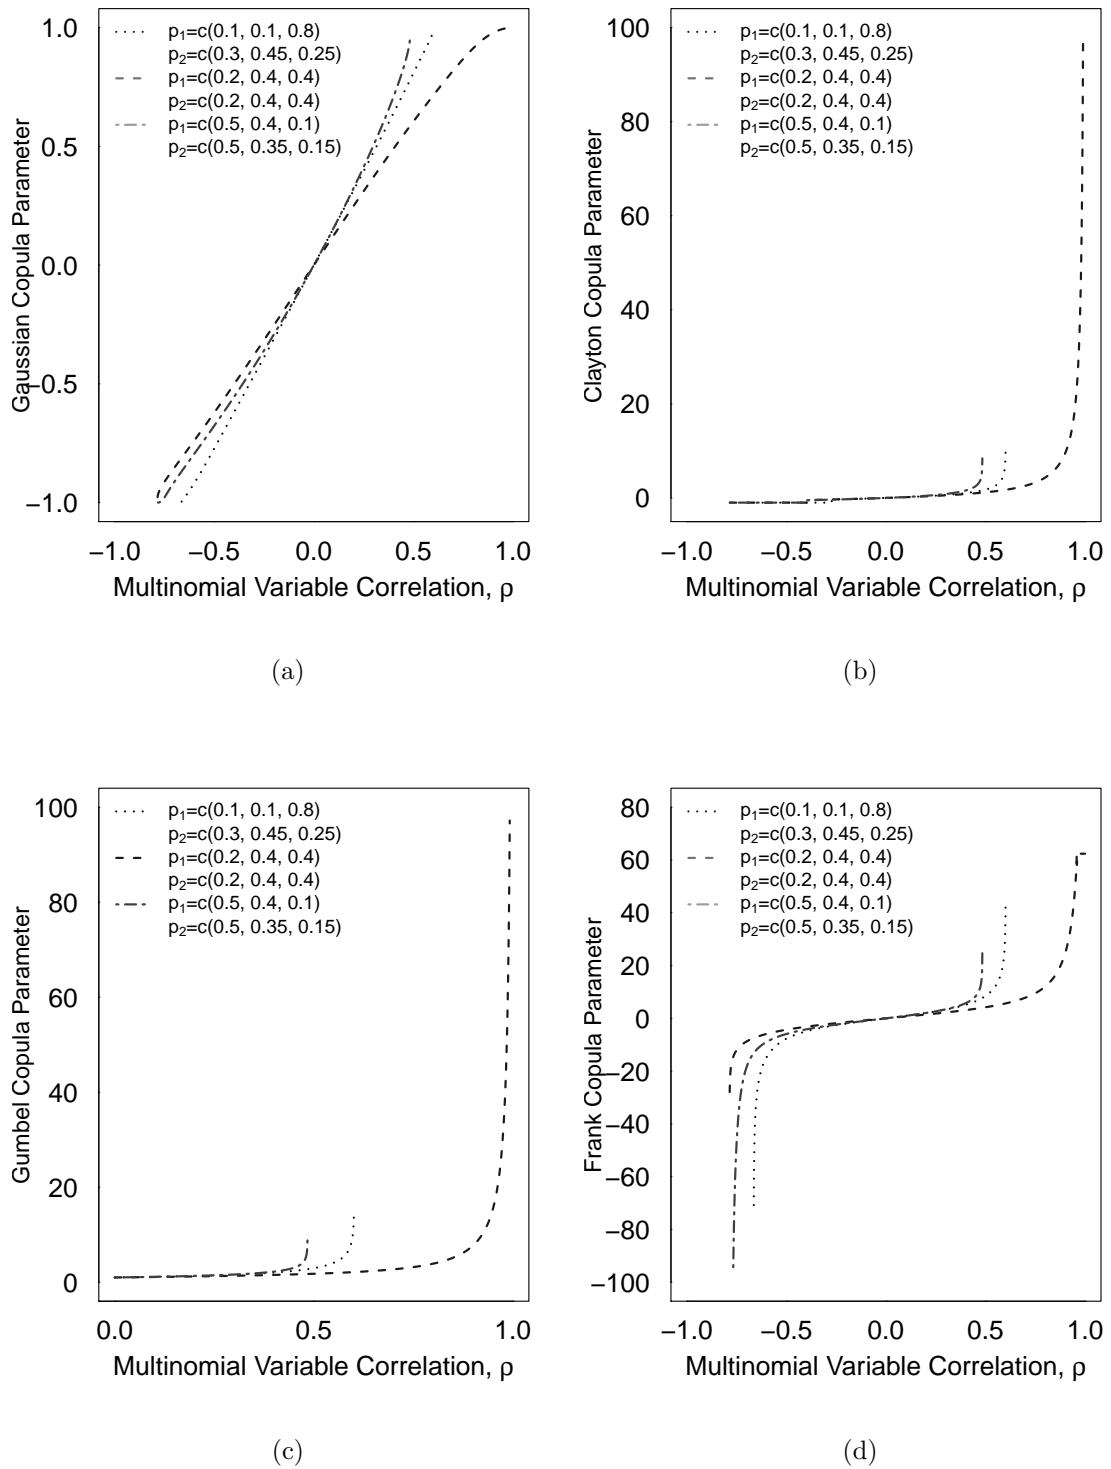 Gaussian Copula Parameter
1.0
0.5
0.0
−0.5
−1.0
p1=c(0.1, 0.1, 0.8)
p2=c(0.3, 0.45, 0.25)
p1=c(0.2, 0.4, 0.4)
p2=c(0.2, 0.4, 0.4)
p1=c(0.5, 0.4, 0.1)
p2=c(0.5, 0.35, 0.15)
−1.0 −0.5 0.0 0.5 1.0
Multinomial Variable Correlation, ρ
(a)
Clayton Copula Parameter
100
80
60
40
20
0
p1=c(0.1, 0.1, 0.8)
p2=c(0.3, 0.45, 0.25)
p1=c(0.2, 0.4, 0.4)
p2=c(0.2, 0.4, 0.4)
p1=c(0.5, 0.4, 0.1)
p2=c(0.5, 0.35, 0.15)
−1.0 −0.5 0.0 0.5 1.0
Multinomial Variable Correlation, ρ
(b)
Gumbel Copula Parameter
100
80
60
40
20
0
p1=c(0.1, 0.1, 0.8)
p2=c(0.3, 0.45, 0.25)
p1=c(0.2, 0.4, 0.4)
p2=c(0.2, 0.4, 0.4)
p1=c(0.5, 0.4, 0.1)
p2=c(0.5, 0.35, 0.15)
0.0 0.5 1.0
Multinomial Variable Correlation, ρ
(c)
Frank Copula Parameter
80
60
40
20
0
−20
−40
−60
−80
−100
p1=c(0.1, 0.1, 0.8)
p2=c(0.3, 0.45, 0.25)
p1=c(0.2, 0.4, 0.4)
p2=c(0.2, 0.4, 0.4)
p1=c(0.5, 0.4, 0.1)
p2=c(0.5, 0.35, 0.15)
−1.0 −0.5 0.0 0.5 1.0
Multinomial Variable Correlation, ρ
(d)